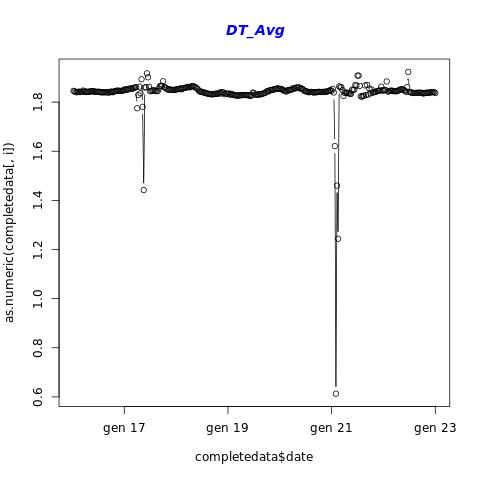 DT_Avg
as.numeric(completedata[, i])
1.8
1.6
1.4
1.2
1.0
0.8
0.6
gen 17 gen 19 gen 21 gen 23
completedata$date